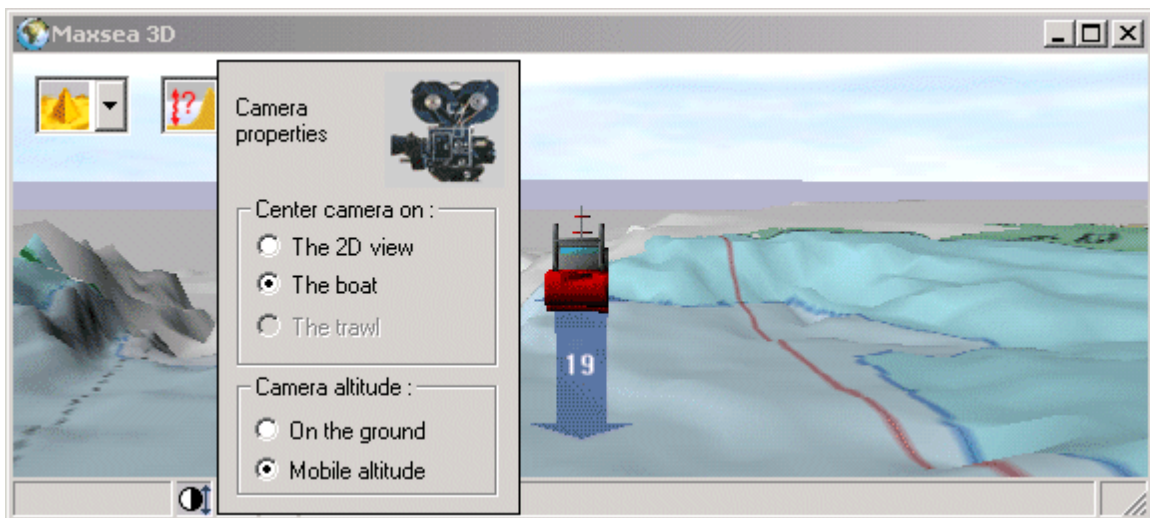 Maxsea 3D
?
Camera
properties
Center camera on :
The 2D view
The boat
The trawl
19
Camera altitude :
On the ground
Mobile altitude